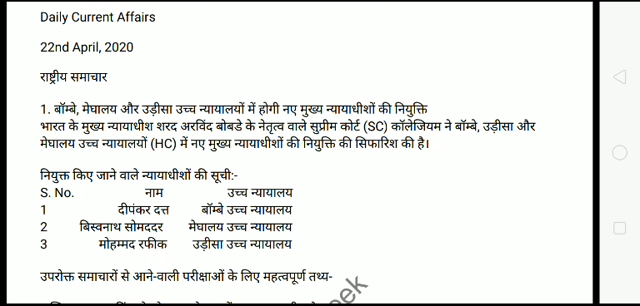 Daily Current Affairs
22nd April, 2020
राष्ट्रीय समाचार
1. बॉम्बे, मेघालय और उड़ीसा उच्च न्यायालयों में होगी नए मुख्य न्यायाधीशों की नियुक्ति
भारत के मुख्य न्यायाधीश शरद अरविंद बोबडे के नेतृत्व वाले सुप्रीम कोर्ट (SC) कॉलेजियम ने बॉम्बे, उड़ीसा और
मेघालय उच्च न्यायालयों (HC) में नए मुख्य न्यायाधीशों की नियुक्ति की सिफारिश की है।
नियुक्त किए जाने वाले न्यायाधीशों की सूची:-
S. No. नाम उच्च न्यायालय
1 दीपंकर दत्त बॉम्बे उच्च न्यायालय
2 बिस्वनाथ सोमददर मेघालय उच्च न्यायालय
3 मोहम्मद रफीक उड़ीसा उच्च न्यायालय
उपरोक्त समाचारों से आने-वाली परीक्षाओं के लिए महत्वपूर्ण तथ्य-
eek